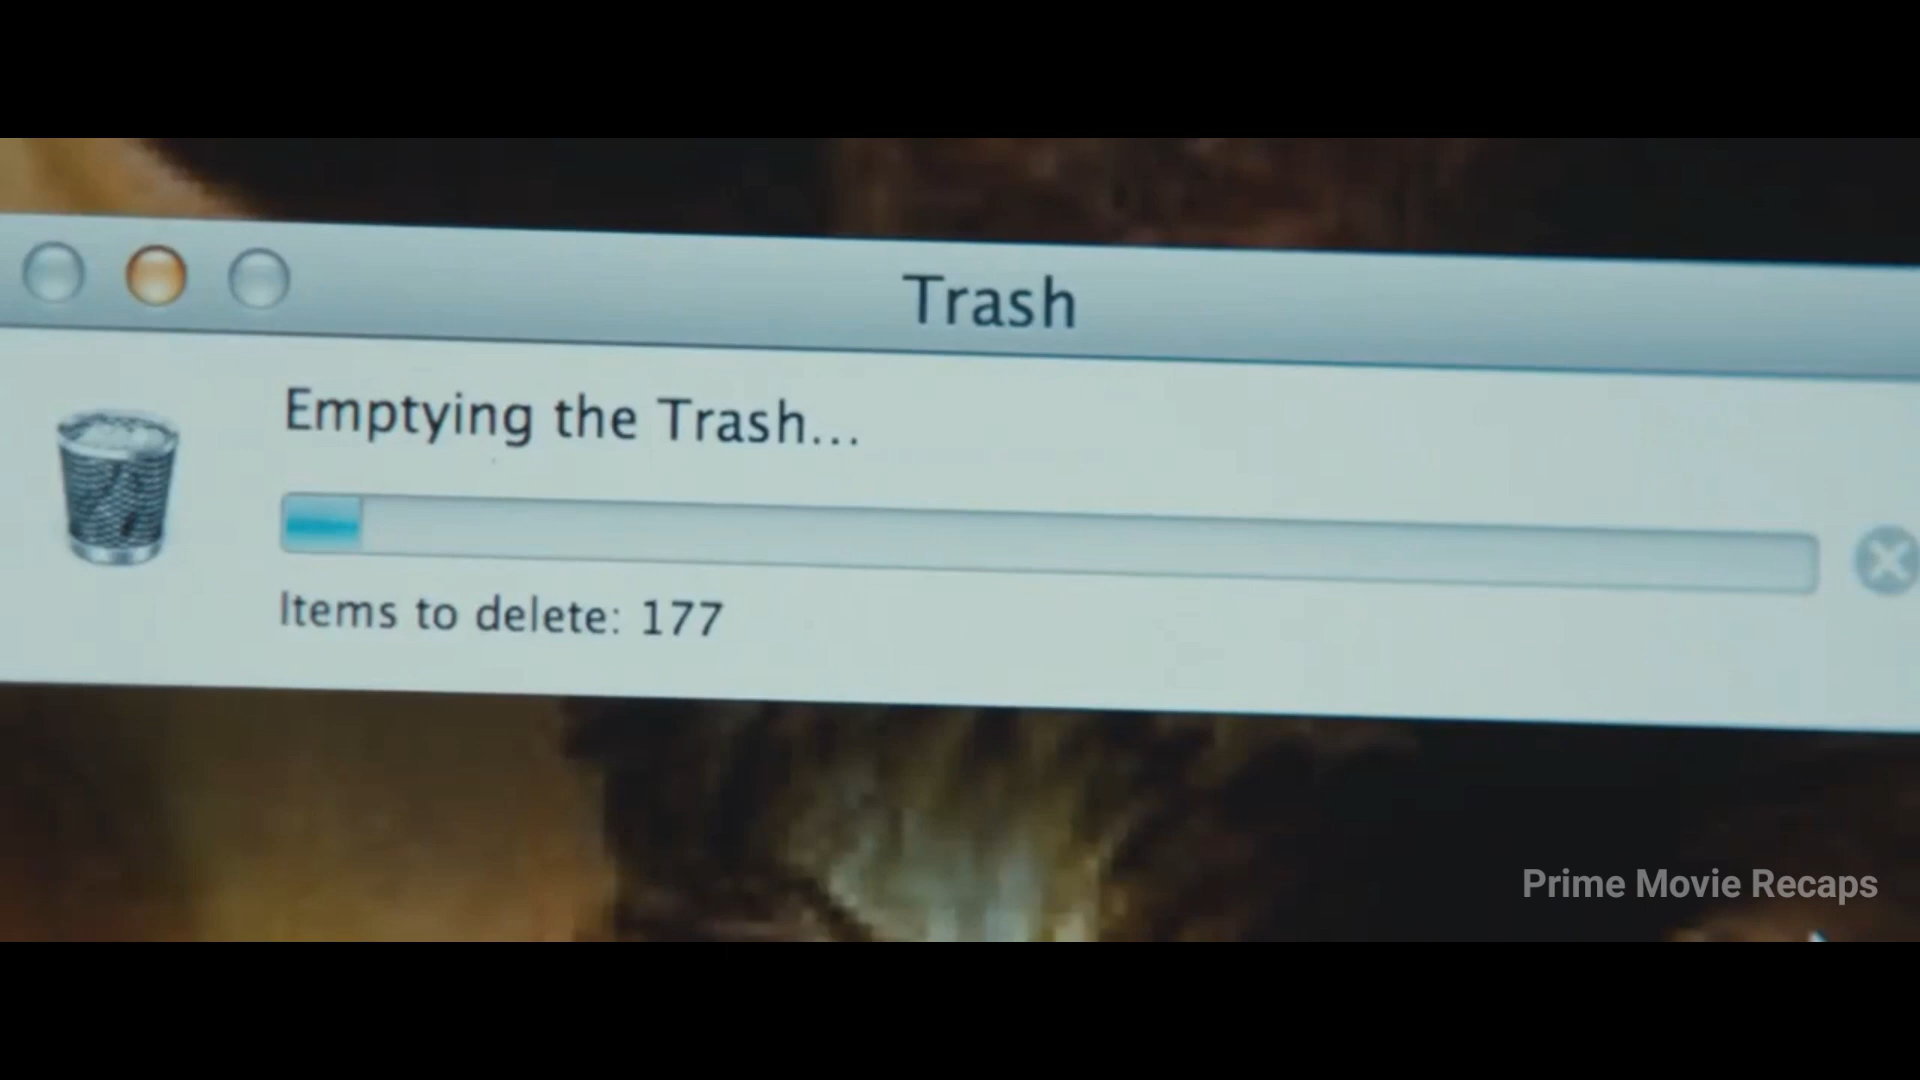 Trash
Emptying the Trash...
Items to delete: 177
Prime Movie Recaps